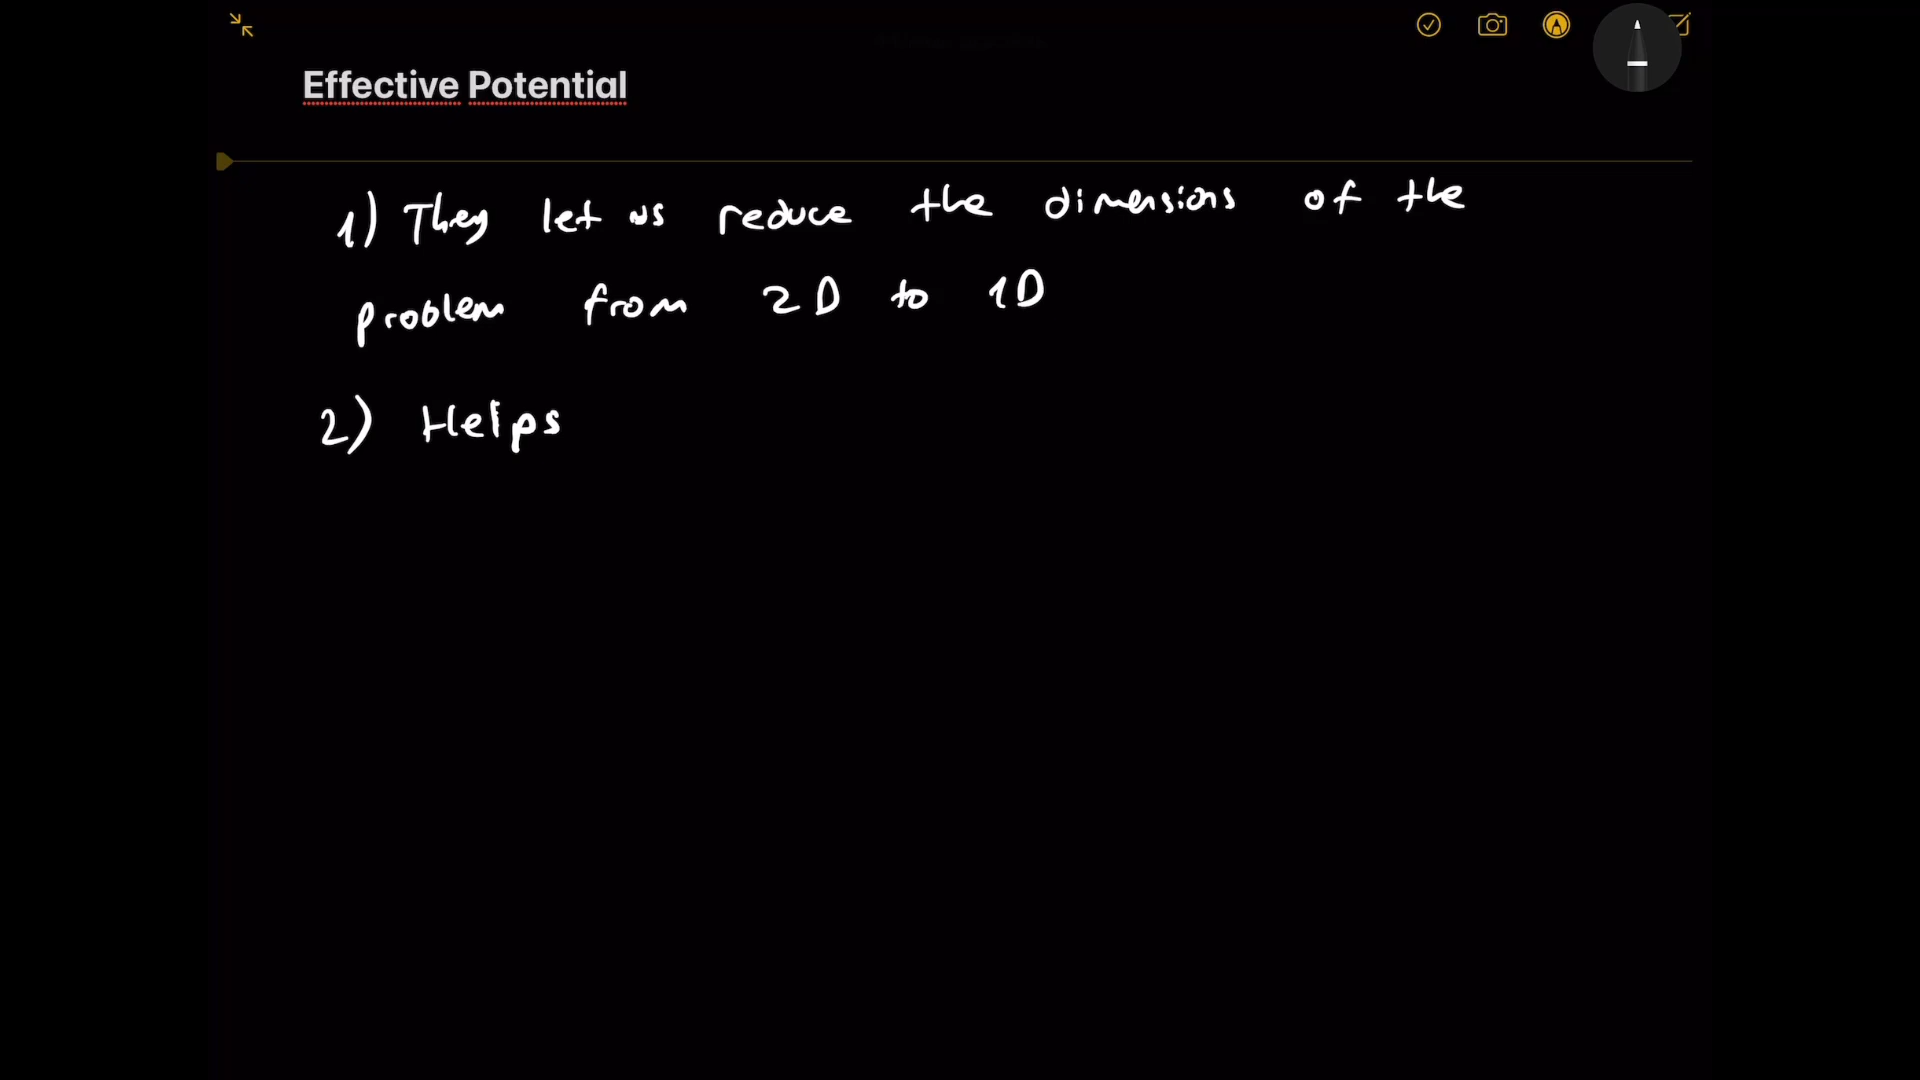 Effective Potential
1) They let us reduce the dimensions of the
problem from 2D to 1D
2) Helps